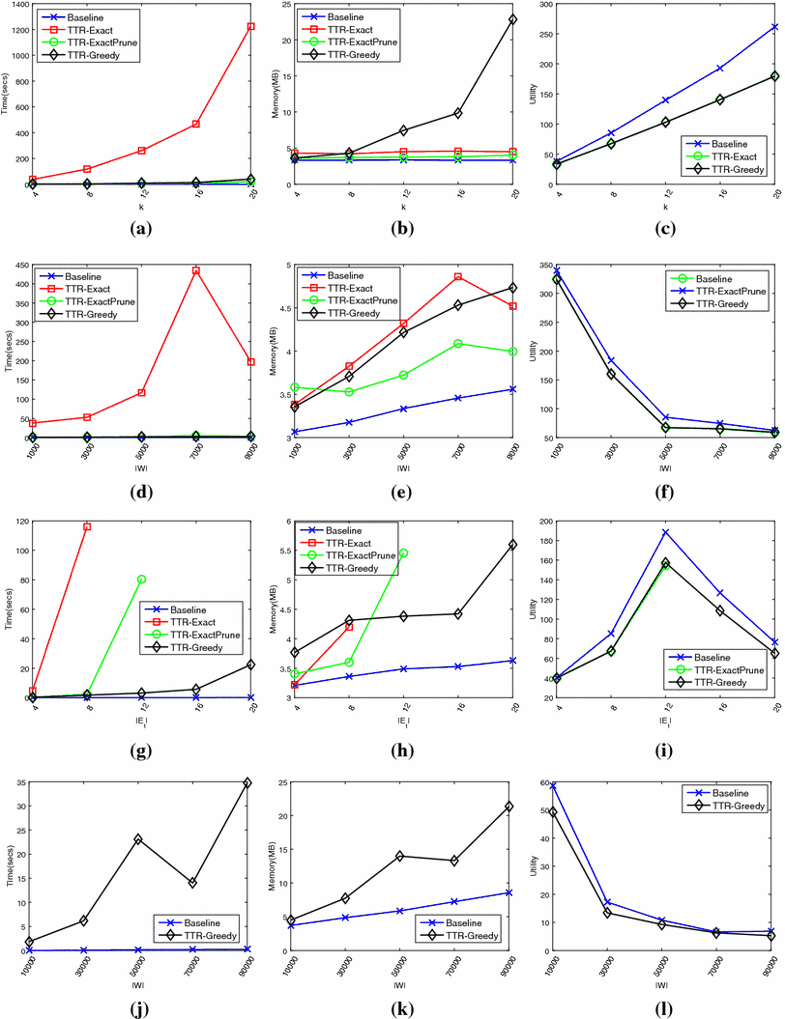 1400
1200
1000
800
600
400
200
0
Time(secs)
Baseline
TTR-Exact
TTR-ExactPrune
TTR-Greedy
4 8 12 16 20
k
(a)
25
20
15
10
5
0
Memory(MB)
Baseline
TTR-Exact
TTR-ExactPrune
TTR-Greedy
4 8 12 16 20
k
(b)
300
250
200
150
100
50
0
Utility
Baseline
TTR-Exact
TTR-Greedy
4 8 12 16 20
k
(c)
450
400
350
300
250
200
150
100
50
0
Time(secs)
Baseline
TTR-Exact
TTR-ExactPrune
TTR-Greedy
1000 3000 5000 7000 9000
|W|
(d)
5
4.5
4
3.5
3
Memory(MB)
Baseline
TTR-Exact
TTR-ExactPrune
TTR-Greedy
1000 3000 5000 7000 9000
|W|
(e)
350
300
250
200
150
100
50
Utility
Baseline
TTR-ExactPrune
TTR-Greedy
1000 3000 5000 7000 9000
|W|
(f)
120
100
80
60
40
20
0
Time(secs)
Baseline
TTR-Exact
TTR-ExactPrune
TTR-Greedy
4 8 12 16 20
|E_i|
(g)
6
5.5
5
4.5
4
3.5
3
Memory(MB)
Baseline
TTR-Exact
TTR-ExactPrune
TTR-Greedy
4 8 12 16 20
|E_i|
(h)
200
180
160
140
120
100
80
60
40
20
Utility
Baseline
TTR-ExactPrune
TTR-Greedy
4 8 12 16 20
|E_i|
(i)
35
30
25
20
15
10
5
0
Time(secs)
Baseline
TTR-Greedy
10000 30000 50000 70000 90000
|W|
(j)
25
20
15
10
5
0
Memory(MB)
Baseline
TTR-Greedy
10000 30000 50000 70000 90000
|W|
(k)
60
50
40
30
20
10
0
Utility
Baseline
TTR-Greedy
10000 30000 50000 70000 90000
|W|
(l)